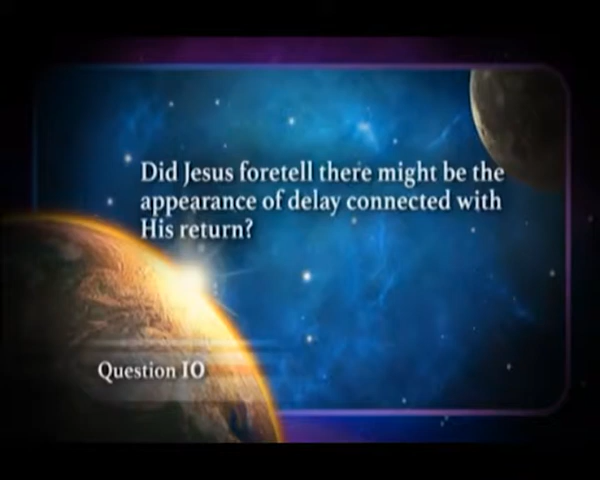 Did Jesus foretell there might be the
appearance of delay connected with
His return?
Question 10